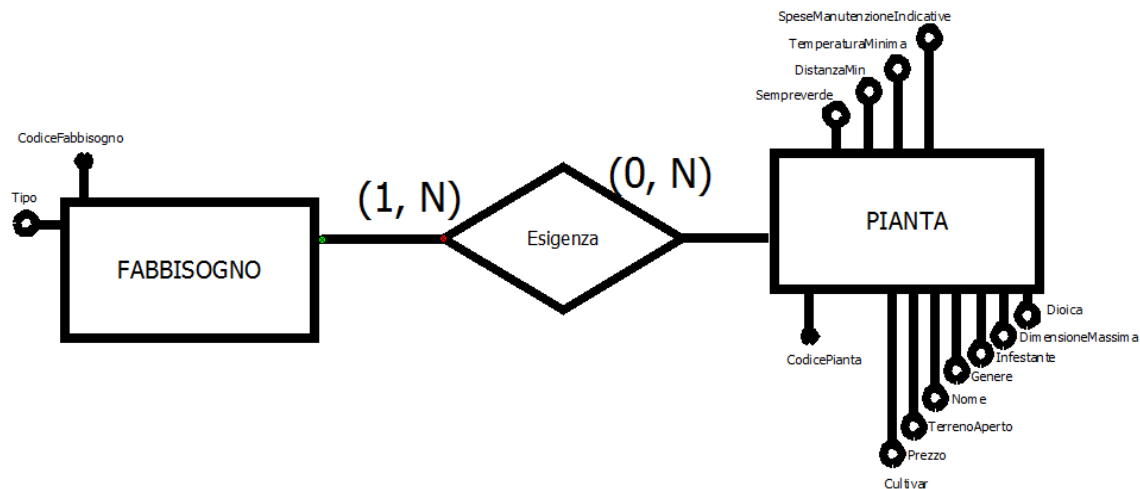 SpeseManutenzioneIndicative
TemperaturaMinima
DistanzaMin
Sempreverde
CodiceFabbisogno
Tipo
(1, N)
(0, N)
FABBISOGNO
Esigenza
PIANTA
Dioica
DimensioneMassima
Infestante
CodicePianta
Genere
Nome
TerrenoAperto
Prezzo
Cultivar